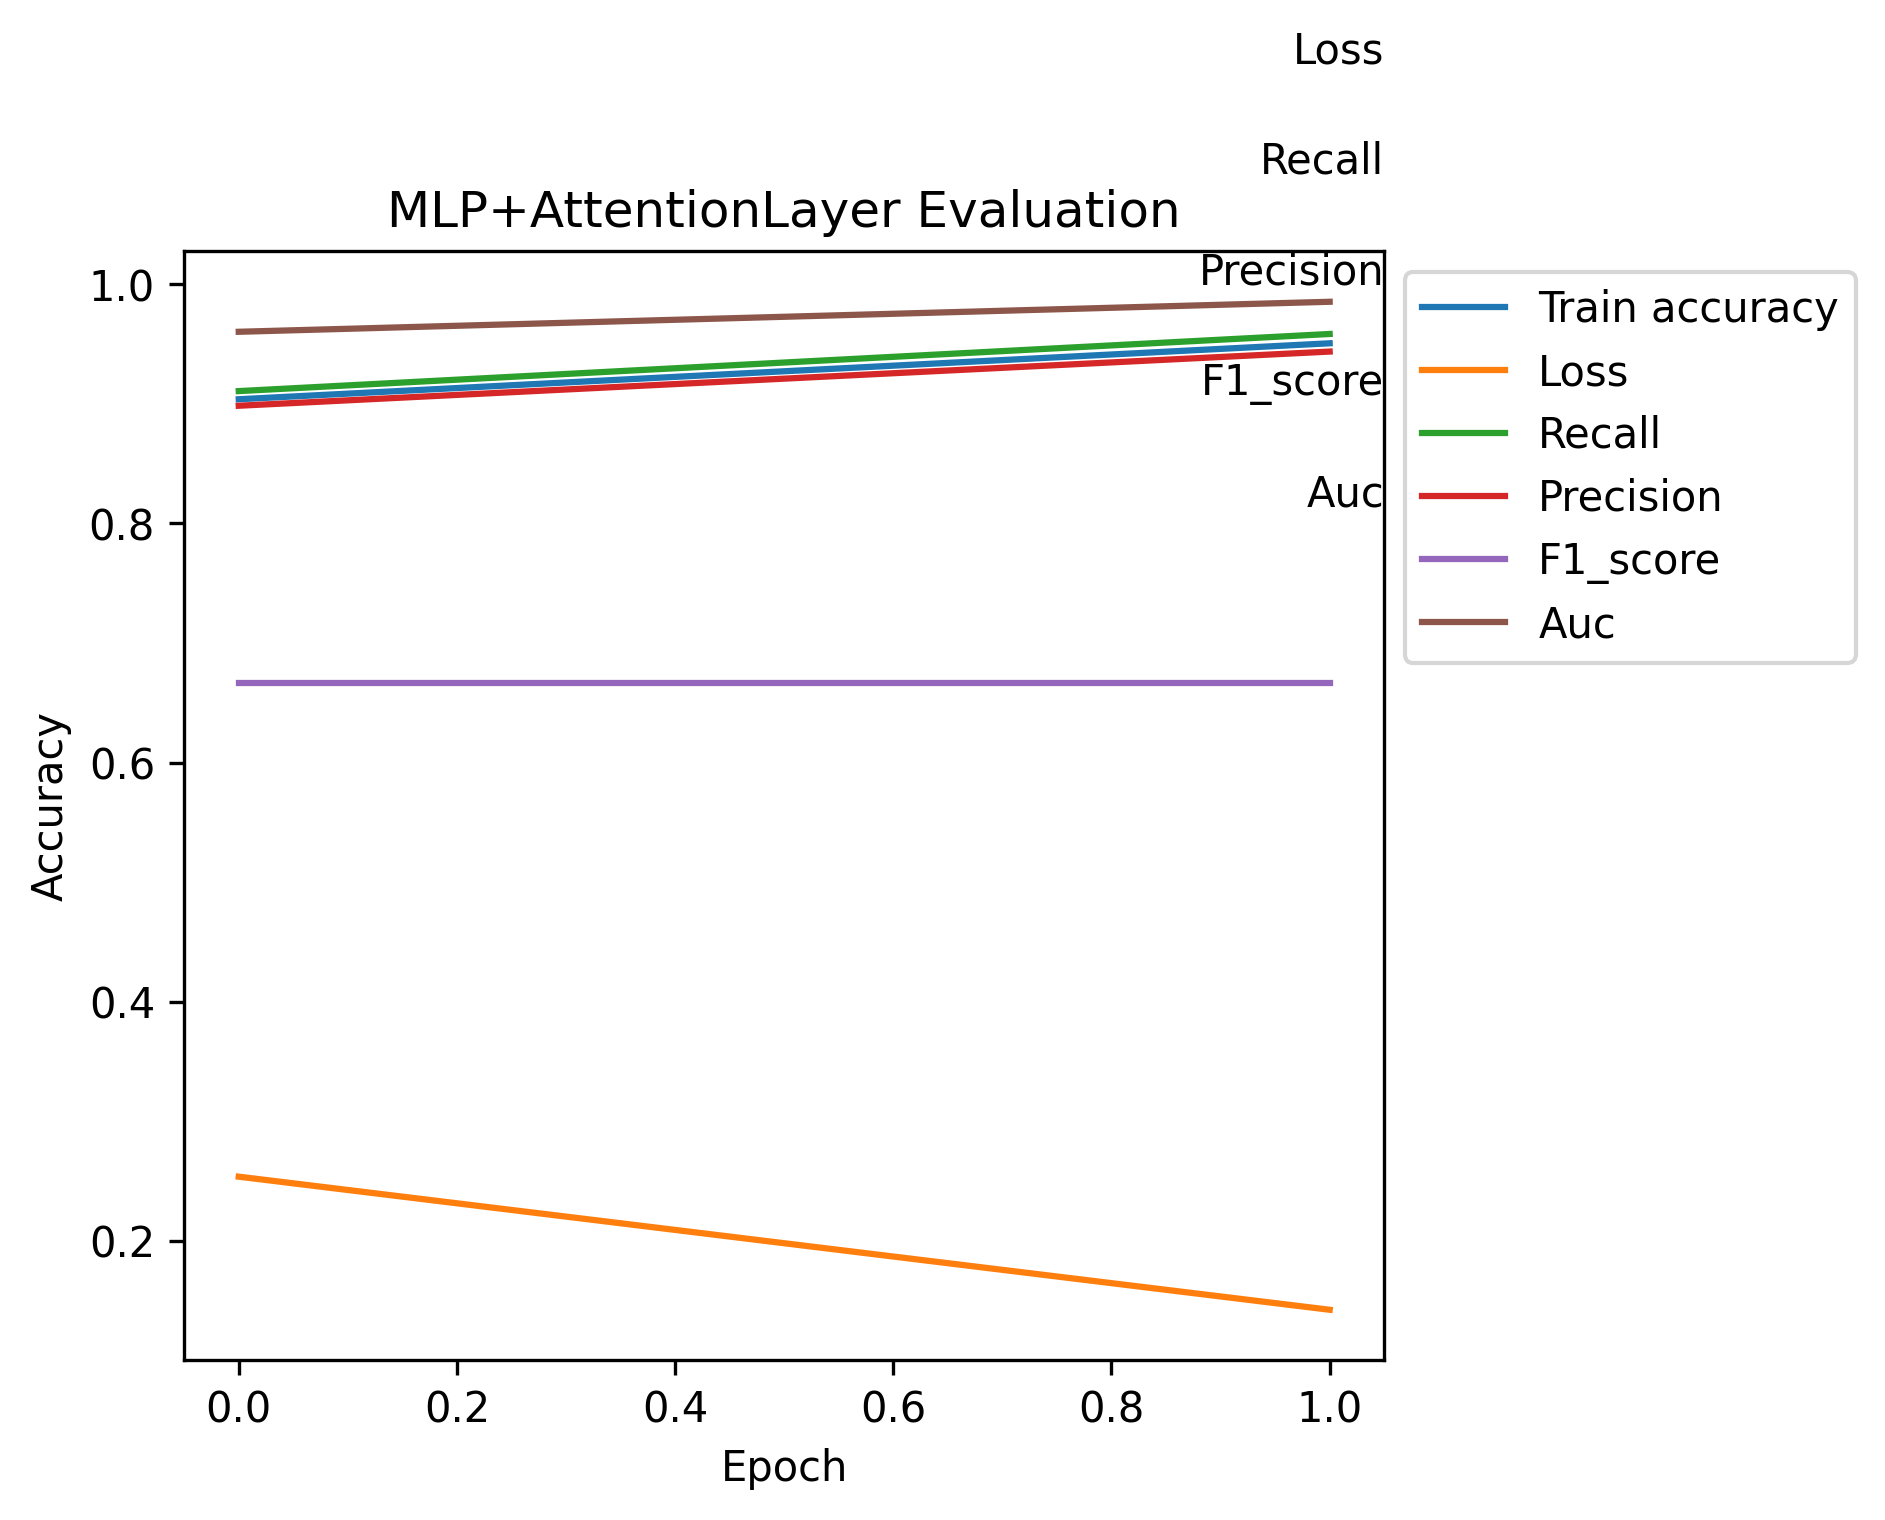 Loss
Recall
MLP+AttentionLayer Evaluation
Precision
F1_score
Auc
1.0
0.8
0.6
0.4
0.2
Accuracy
0.0 0.2 0.4 0.6 0.8 1.0
Epoch
Train accuracy
Loss
Recall
Precision
F1_score
Auc